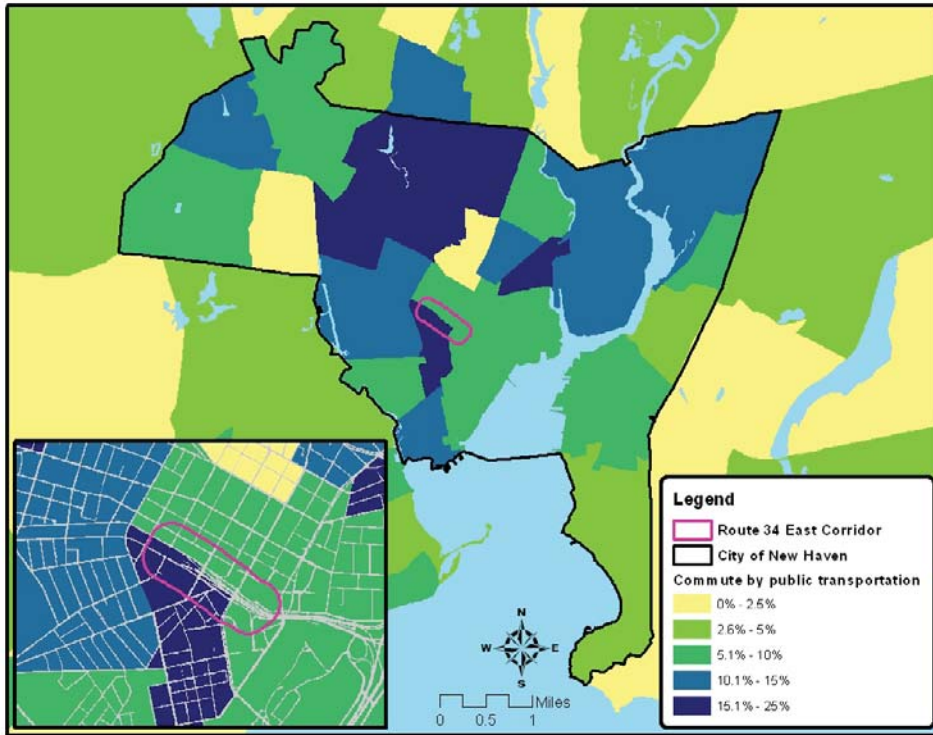 N
W
E
S
Miles
0 0.5 1
Legend
Route 34 East Corridor
City of New Haven
Commute by public transportation
0% - 2.5%
2.6% - 5%
5.1% - 10%
10.1% - 15%
15.1% - 25%